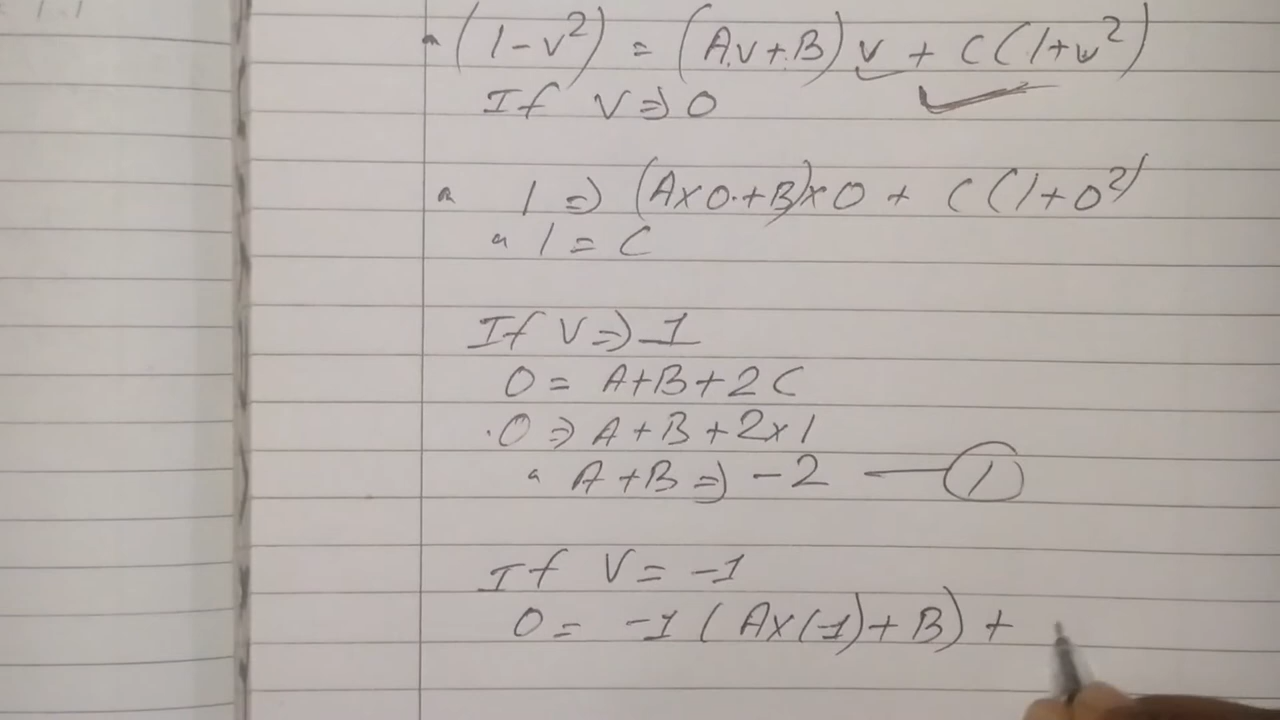 (1-v²) = (Av+B)v + C(1+v²)
If v ⇒ 0
1 ⇒ (A×0+B)×0 + C(1+0²)
1 = C
If v ⇒ 1
0 = A+B+2C
0 ⇒ A+B+2×1
A+B ⇒ -2 — 1
If v = -1
0 = -1(A×(-1)+B)+